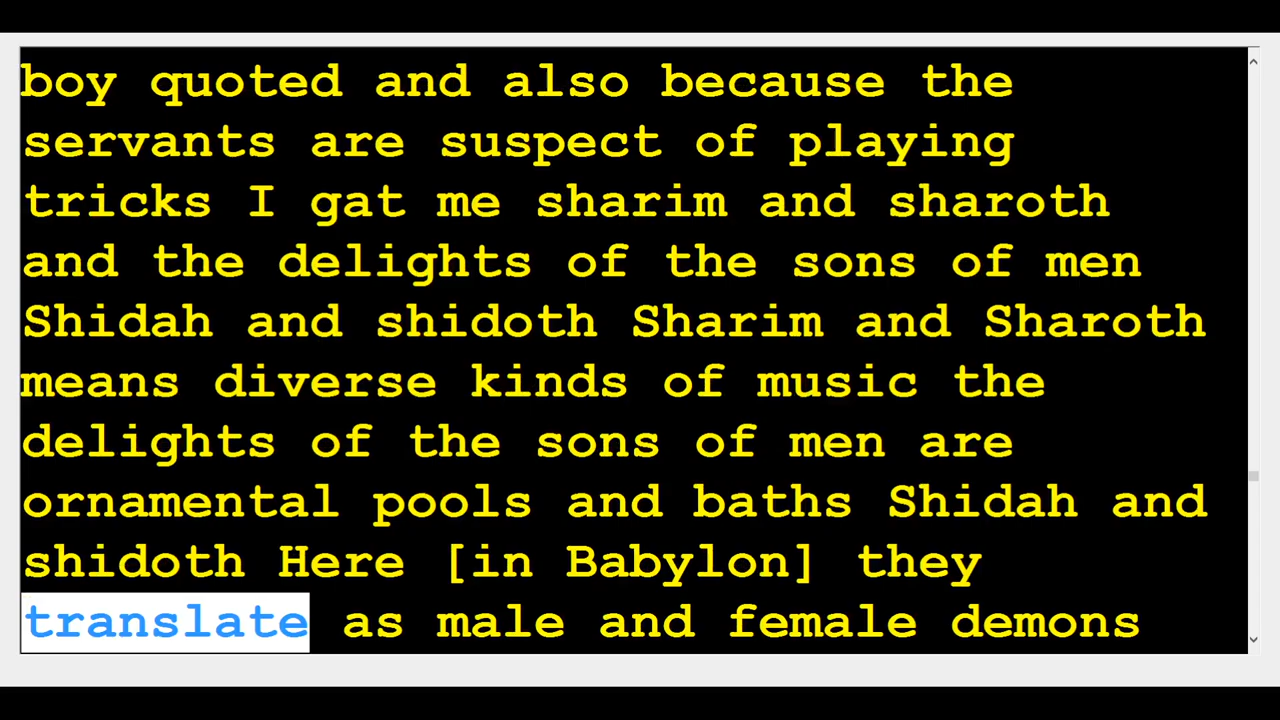 boy quoted and also because the
servants are suspect of playing
tricks I gat me sharim and sharoth
and the delights of the sons of men
Shidah and shidoth Sharim and Sharoth
means diverse kinds of music the
delights of the sons of men are
ornamental pools and baths Shidah and
shidoth Here [in Babylon] they
translate as male and female demons